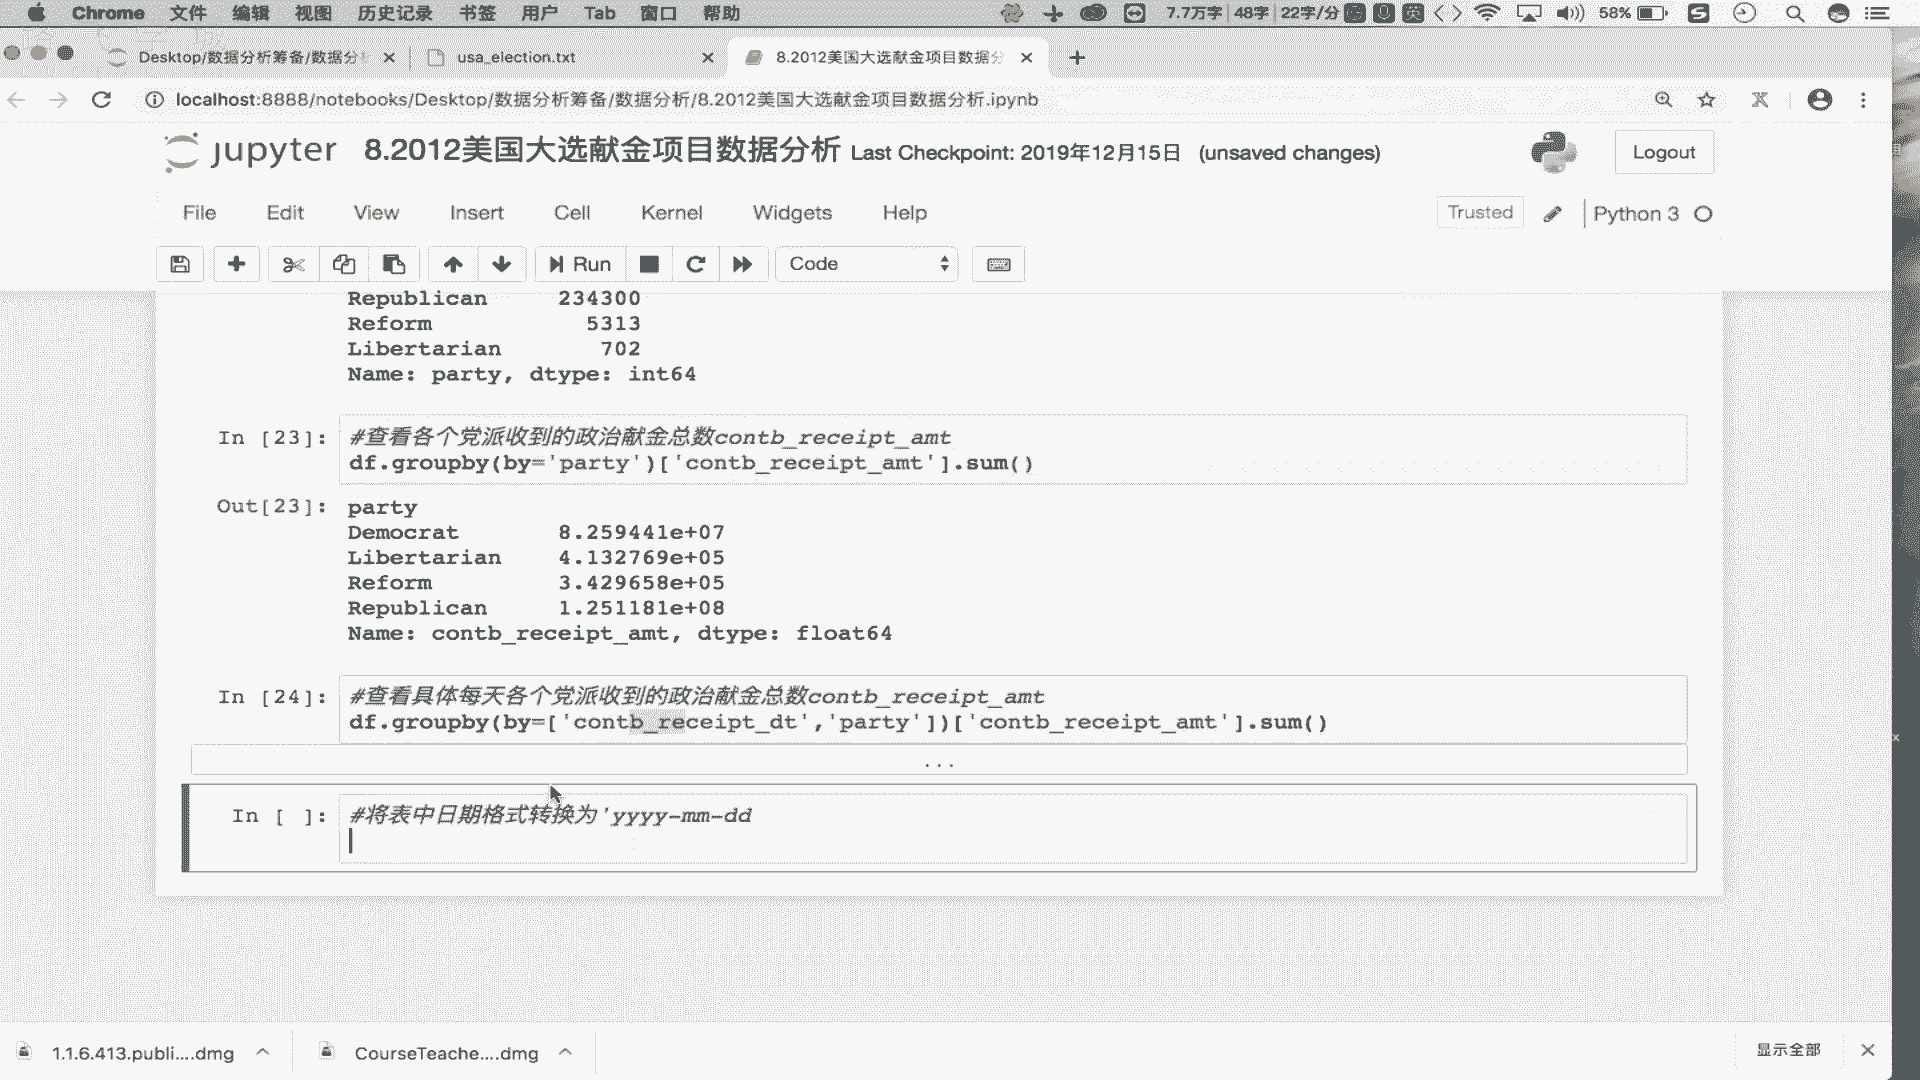 Chrome 文件 编辑 视图 历史记录 书签 用户 Tab 窗口 帮助 7.7万字 48字 22字/分 英 58%
Desktop/数据分析筹备/数据分 usa_election.txt 8.2012美国大选献金项目数据分
localhost:8888/notebooks/Desktop/数据分析筹备/数据分析/8.2012美国大选献金项目数据分析.ipynb
jupyter 8.2012美国大选献金项目数据分析 Last Checkpoint: 2019年12月15日 (unsaved changes) Logout
File Edit View Insert Cell Kernel Widgets Help Trusted Python 3
Run Code
Republican 234300
Reform 5313
Libertarian 702
Name: party, dtype: int64
In [23]: #查看各个党派收到的政治献金总数contb_receipt_amt
df.groupby(by='party')['contb_receipt_amt'].sum()
Out[23]: party
Democrat 8.259441e+07
Libertarian 4.132769e+05
Reform 3.429658e+05
Republican 1.251181e+08
Name: contb_receipt_amt, dtype: float64
In [24]: #查看具体每天各个党派收到的政治献金总数contb_receipt_amt
df.groupby(by=['contb_receipt_dt','party'])['contb_receipt_amt'].sum()
...
In [ ]: #将表中日期格式转换为'yyyy-mm-dd
1.1.6.413.publi....dmg CourseTeache....dmg 显示全部